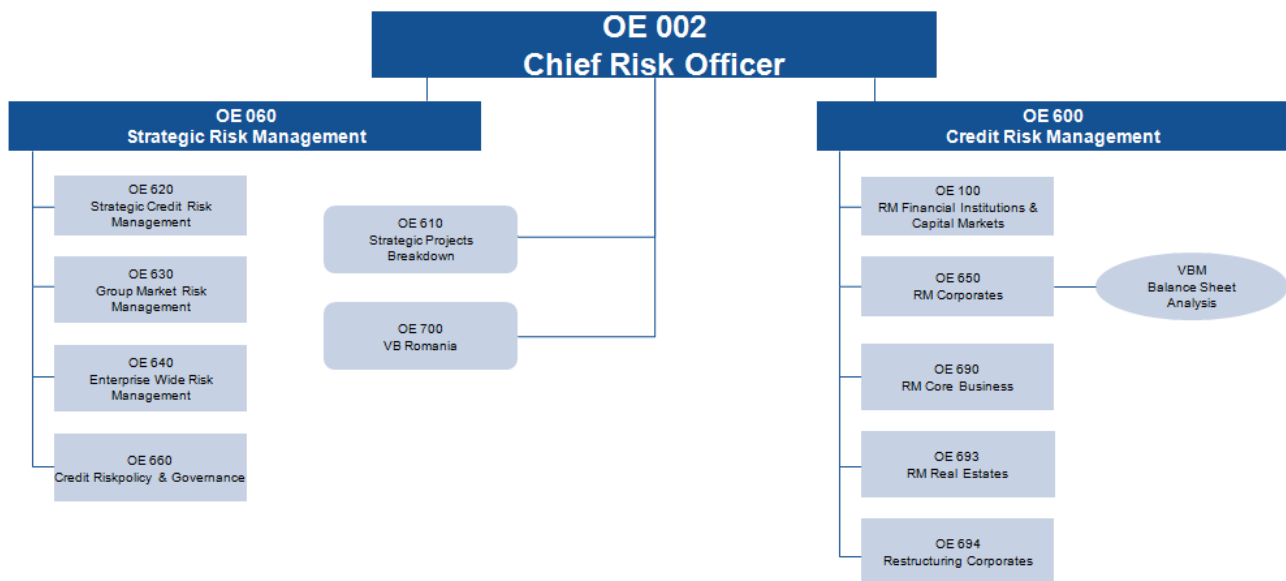 OE 002
Chief Risk Officer
OE 060
Strategic Risk Management
OE 600
Credit Risk Management
OE 620
Strategic Credit Risk
Management
OE 630
Group Market Risk
Management
OE 640
Enterprise Wide Risk
Management
OE 660
Credit Riskpolicy & Governance
OE 610
Strategic Projects
Breakdown
OE 700
VB Romania
OE 100
RM Financial Institutions &
Capital Markets
OE 650
RM Corporates
VBM
Balance Sheet
Analysis
OE 690
RM Core Business
OE 693
RM Real Estates
OE 694
Restructuring Corporates